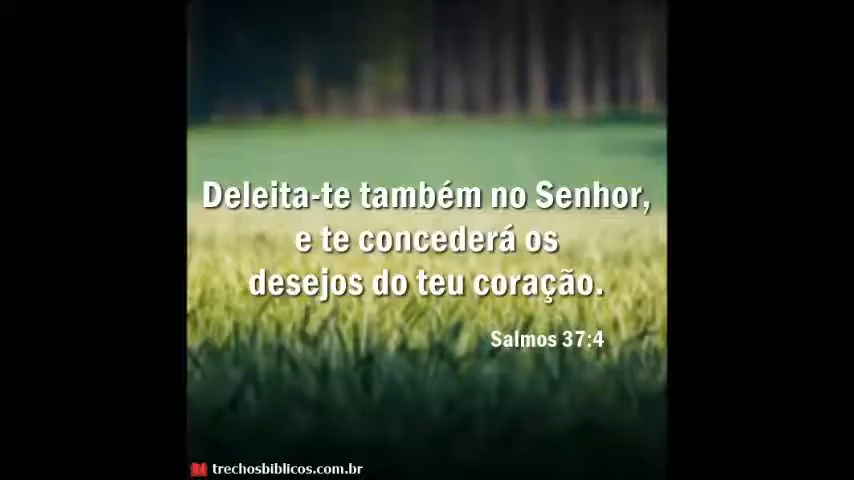 Deleita-te também no Senhor,
e te concederá os
desejos do teu coração.
Salmos 37:4
trechosbiblicos.com.br